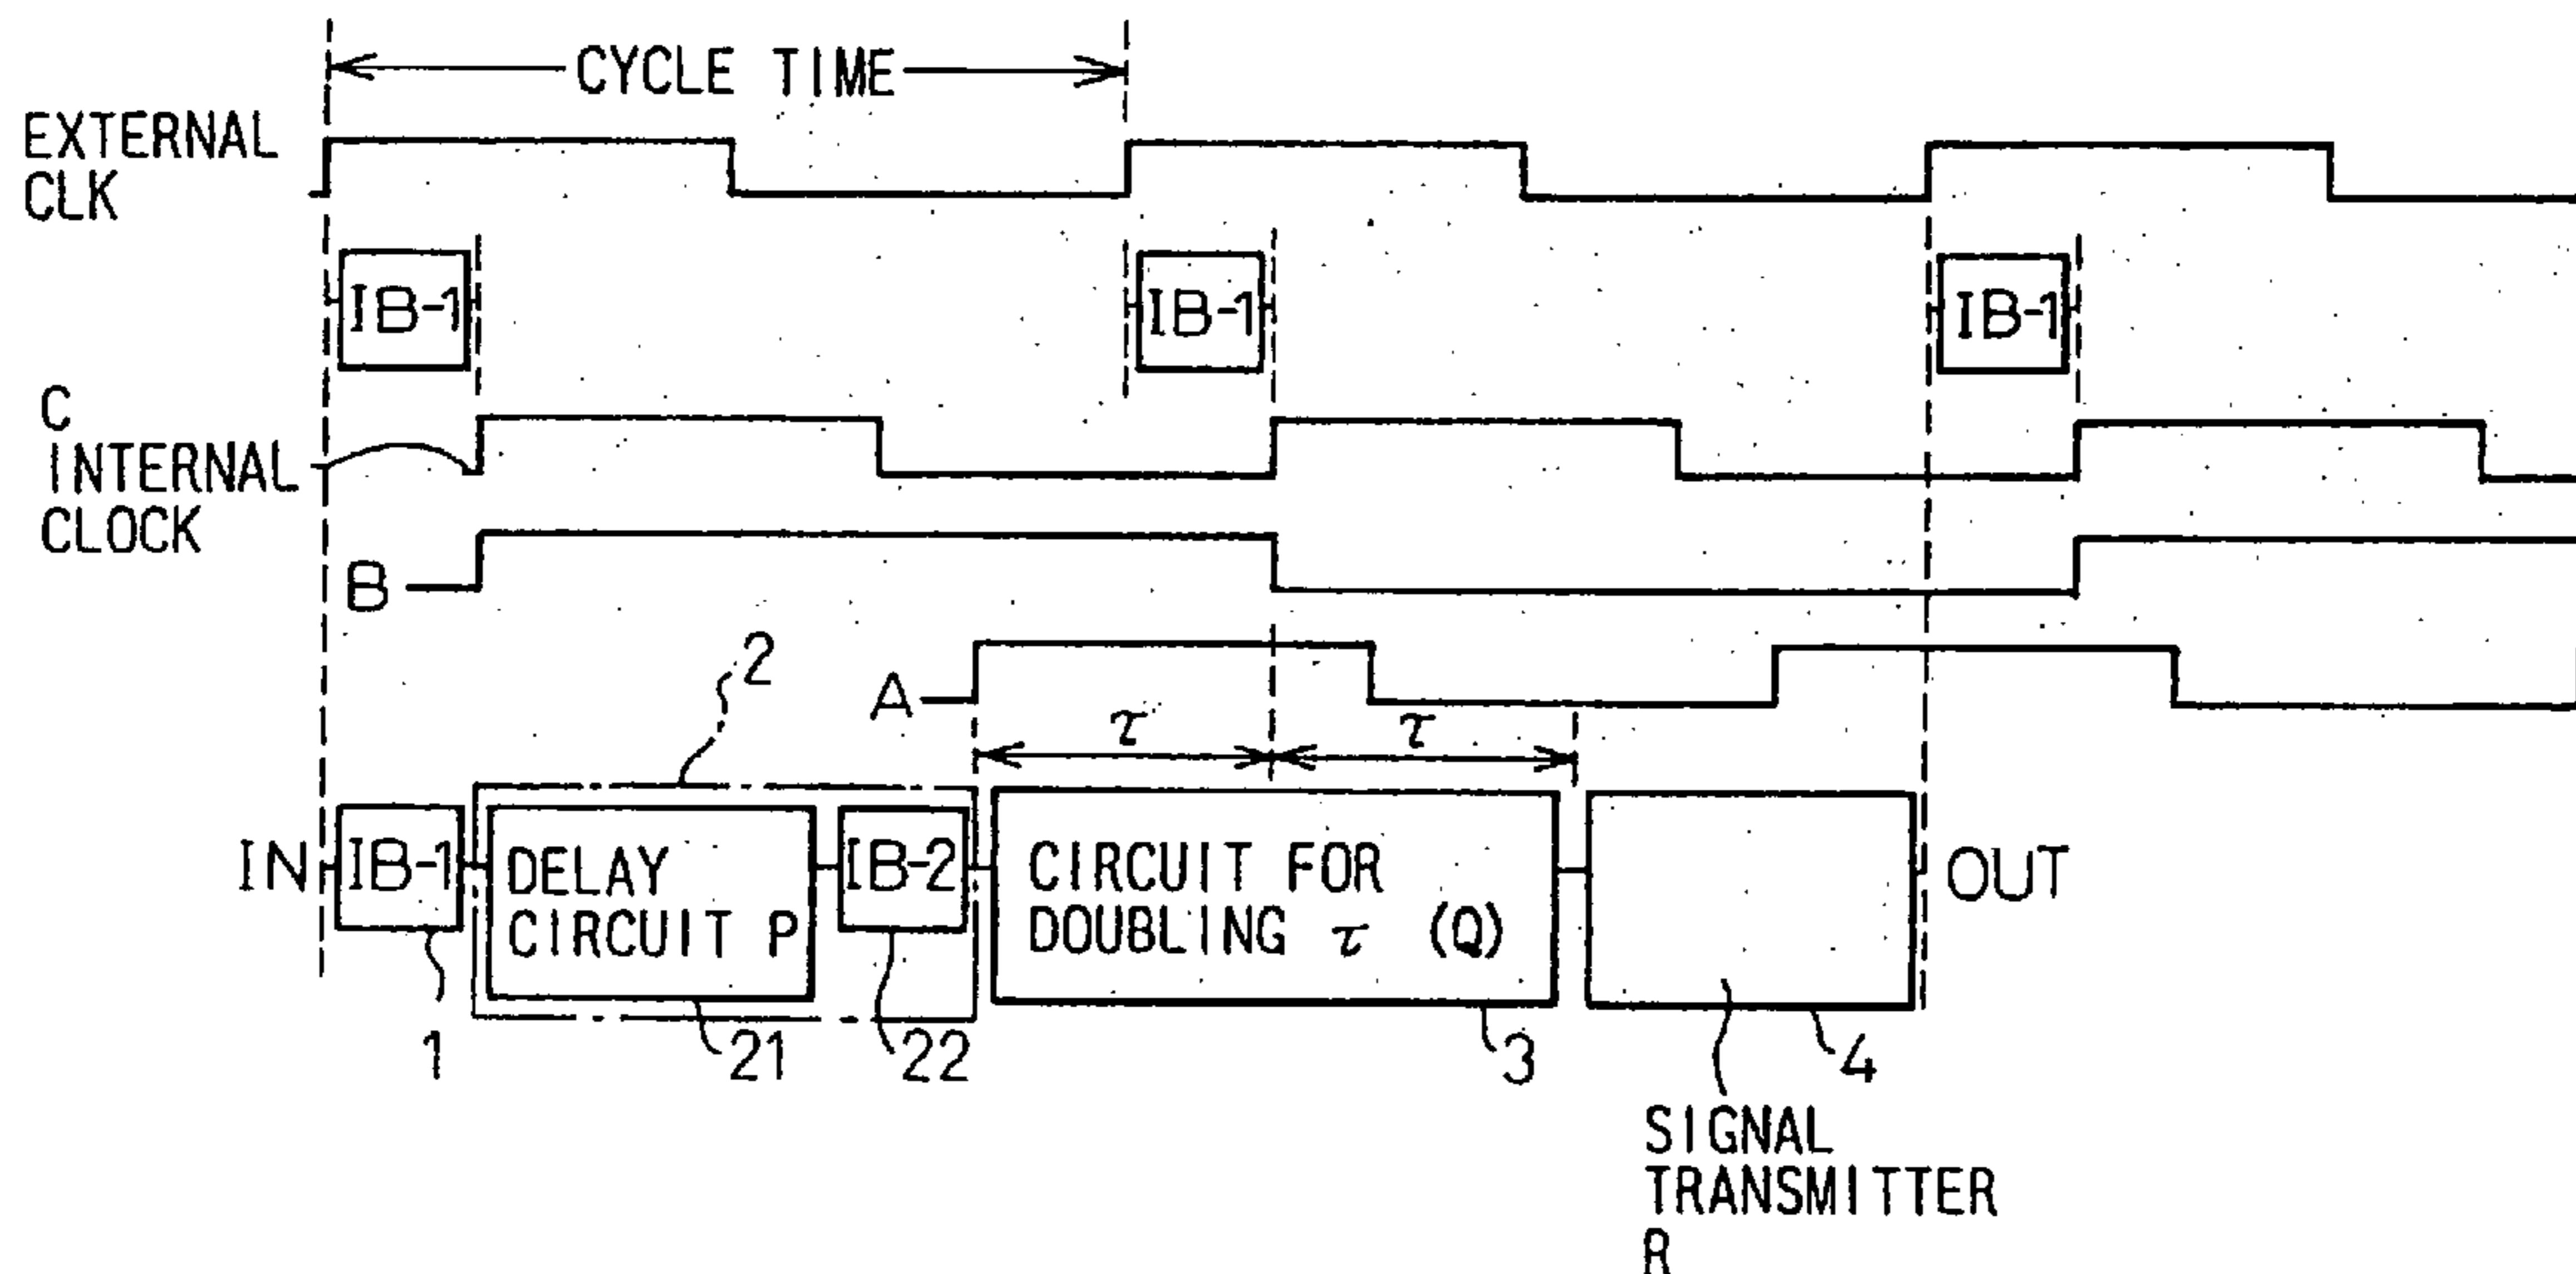 CYCLE TIME
EXTERNAL
CLK
IB-1
IB-1
IB-1
C
INTERNAL
CLOCK
B
2
A
τ
τ
IN
IB-1
DELAY
CIRCUIT P
IB-2
CIRCUIT FOR
DOUBLING τ (Q)
OUT
1
21
22
3
4
SIGNAL
TRANSMITTER
R